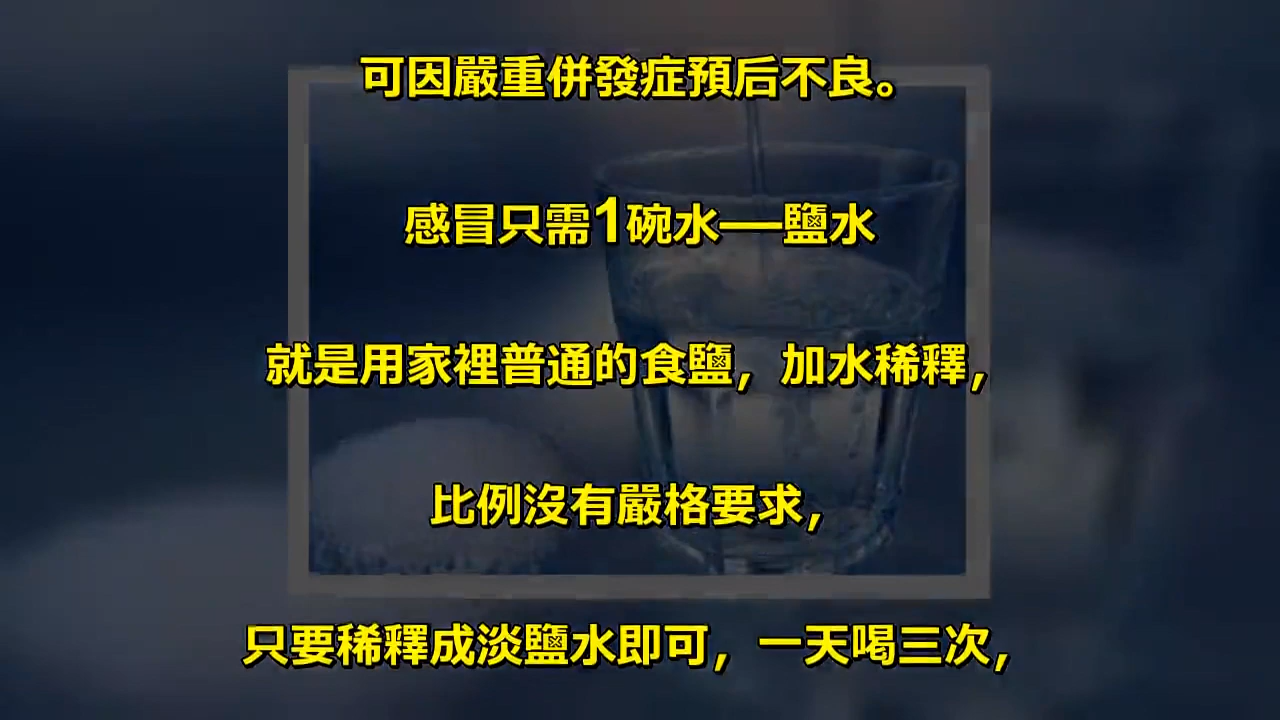 可因嚴重併發症預后不良。
感冒只需1碗水——鹽水
就是用家裡普通的食鹽，加水稀釋，
比例沒有嚴格要求，
只要稀釋成淡鹽水即可，一天喝三次，